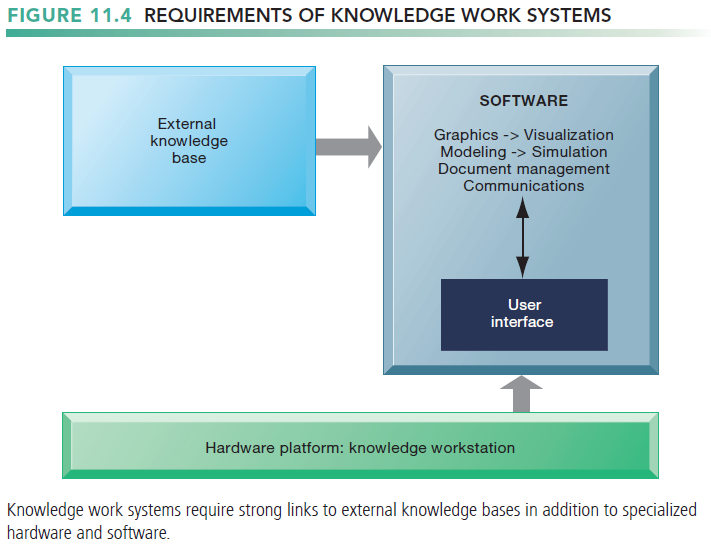 FIGURE 11.4 REQUIREMENTS OF KNOWLEDGE WORK SYSTEMS
External
knowledge
base
SOFTWARE
Graphics -> Visualization
Modeling -> Simulation
Document management
Communications
User
interface
Hardware platform: knowledge workstation
Knowledge work systems require strong links to external knowledge bases in addition to specialized
hardware and software.